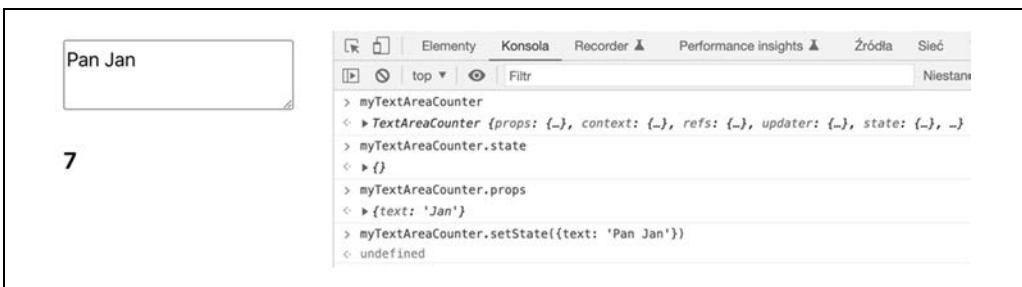 Pan Jan
7
Elementy Konsola Recorder Performance insights Źródła Sieć
top ▼ Filtr Niestan
> myTextAreaCounter
<· ▶ TextAreaCounter {props: {…}, context: {…}, refs: {…}, updater: {…}, state: {…}, …}
> myTextAreaCounter.state
<· ▶ {}
> myTextAreaCounter.props
<· ▶ {text: 'Jan'}
> myTextAreaCounter.setState({text: 'Pan Jan'})
<· undefined